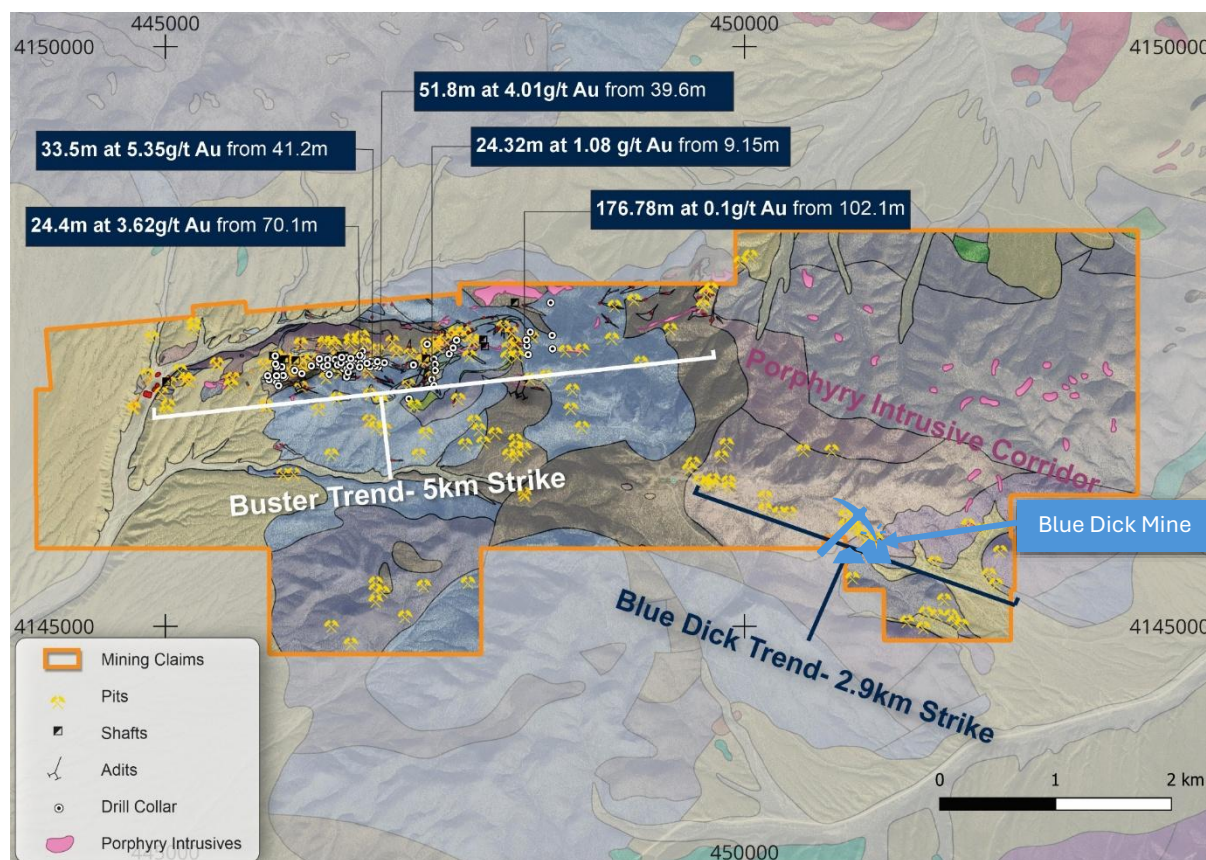 445000
450000
4150000
4150000
51.8m at 4.01g/t Au from 39.6m
33.5m at 5.35g/t Au from 41.2m
24.32m at 1.08 g/t Au from 9.15m
24.4m at 3.62g/t Au from 70.1m
176.78m at 0.1g/t Au from 102.1m
Porphyry Intrusive Corridor
Buster Trend- 5km Strike
Blue Dick Mine
Blue Dick Trend- 2.9km Strike
4145000
4145000
Mining Claims
Pits
Shafts
Adits
Drill Collar
Porphyry Intrusives
0 1 2 km
445000
450000